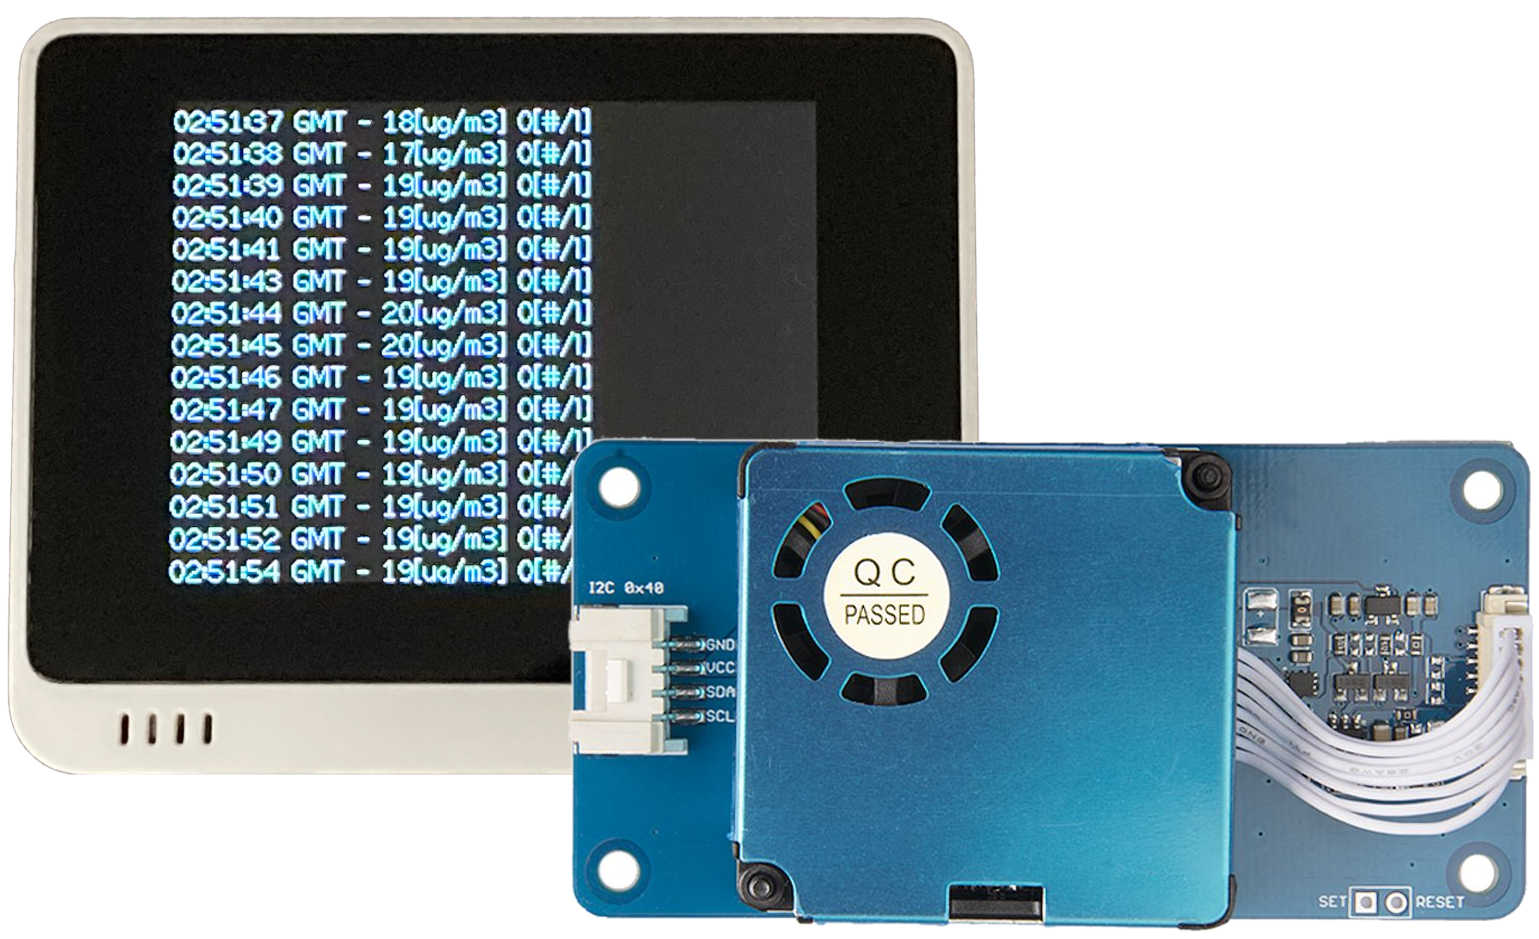 02:51:37 GMT - 18[ug/m3] 0[#/l]
02:51:38 GMT - 17[ug/m3] 0[#/l]
02:51:39 GMT - 19[ug/m3] 0[#/l]
02:51:40 GMT - 19[ug/m3] 0[#/l]
02:51:41 GMT - 19[ug/m3] 0[#/l]
02:51:43 GMT - 19[ug/m3] 0[#/l]
02:51:44 GMT - 20[ug/m3] 0[#/l]
02:51:45 GMT - 20[ug/m3] 0[#/l]
02:51:46 GMT - 19[ug/m3] 0[#/l]
02:51:47 GMT - 19[ug/m3] 0[#/l]
02:51:49 GMT - 19[ug/m3] 0[#/l]
02:51:50 GMT - 19[ug/m3] 0[#/
02:51:51 GMT - 19[ug/m3] 0[#/
02:51:52 GMT - 19[ug/m3] 0[#/
02:51:54 GMT - 19[ug/m3] 0[#/
I2C 0x40
GND
VCC
SDA
SCL
QC
PASSED
SET
RESET